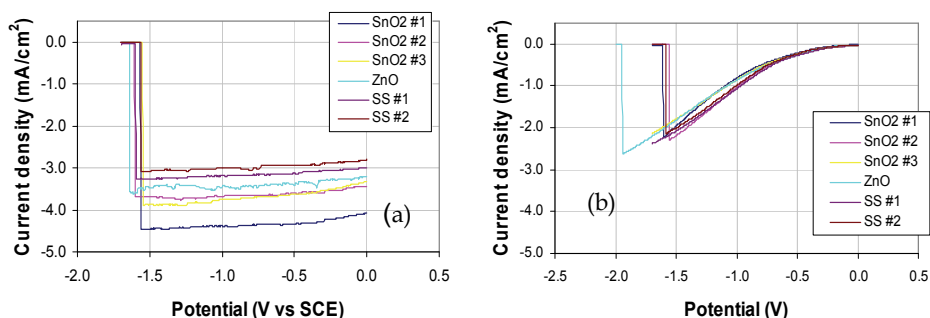 0.0
-1.0
-2.0
-3.0
-4.0
-5.0
Current density (mA/cm²)
-2.0 -1.5 -1.0 -0.5 0.0
Potential (V vs SCE)
SnO2 #1
SnO2 #2
SnO2 #3
ZnO
SS #1
SS #2
(a)
0.0
-1.0
-2.0
-3.0
-4.0
-5.0
Current density (mA/cm²)
-2.5 -2.0 -1.5 -1.0 -0.5 0.0 0.5
Potential (V)
SnO2 #1
SnO2 #2
SnO2 #3
ZnO
SS #1
SS #2
(b)